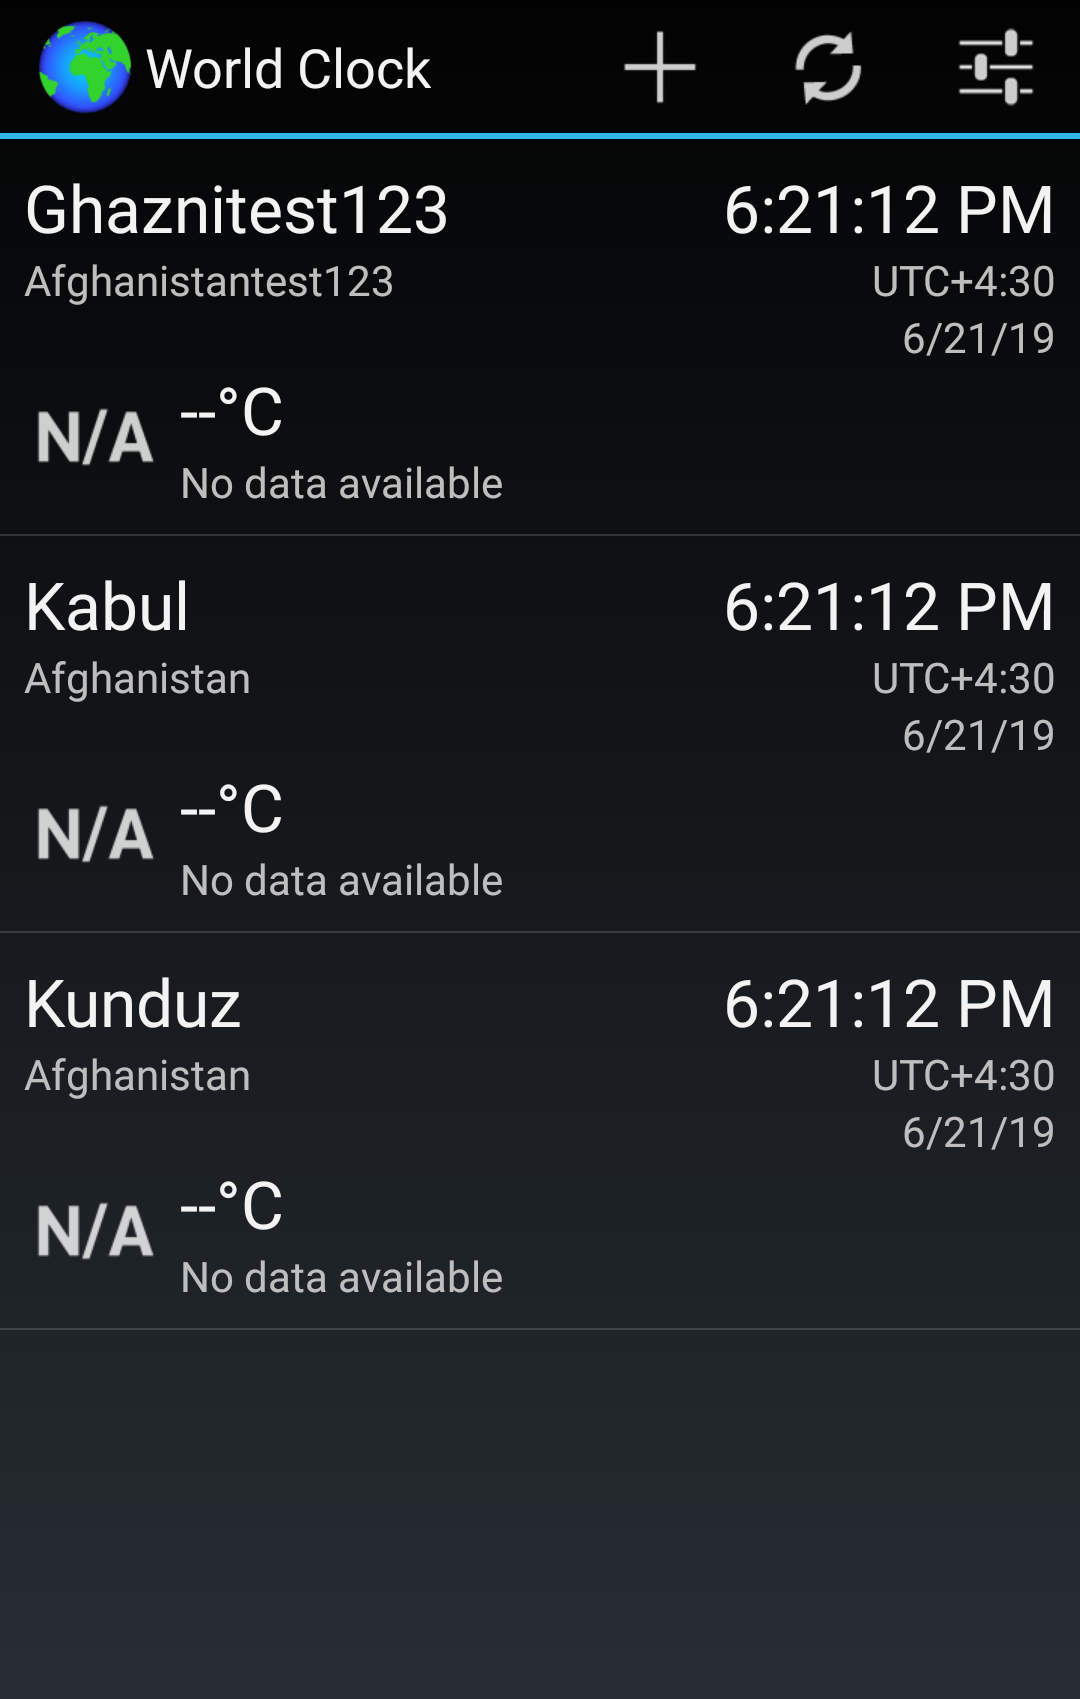 World Clock
Ghaznitest123
6:21:12 PM
Afghanistantest123
UTC+4:30
6/21/19
N/A
--°C
No data available
Kabul
6:21:12 PM
Afghanistan
UTC+4:30
6/21/19
N/A
--°C
No data available
Kunduz
6:21:12 PM
Afghanistan
UTC+4:30
6/21/19
N/A
--°C
No data available